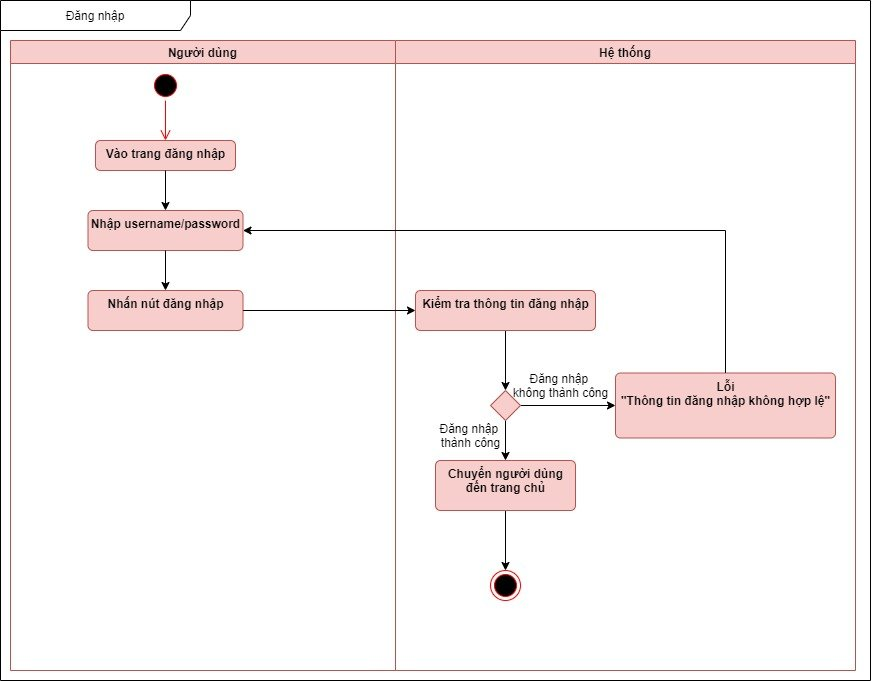 Đăng nhập
Người dùng
Hệ thống
Vào trang đăng nhập
Nhập username/password
Nhấn nút đăng nhập
Kiểm tra thông tin đăng nhập
Đăng nhập
không thành công
Lỗi
"Thông tin đăng nhập không hợp lệ"
Đăng nhập
thành công
Chuyển người dùng
đến trang chủ